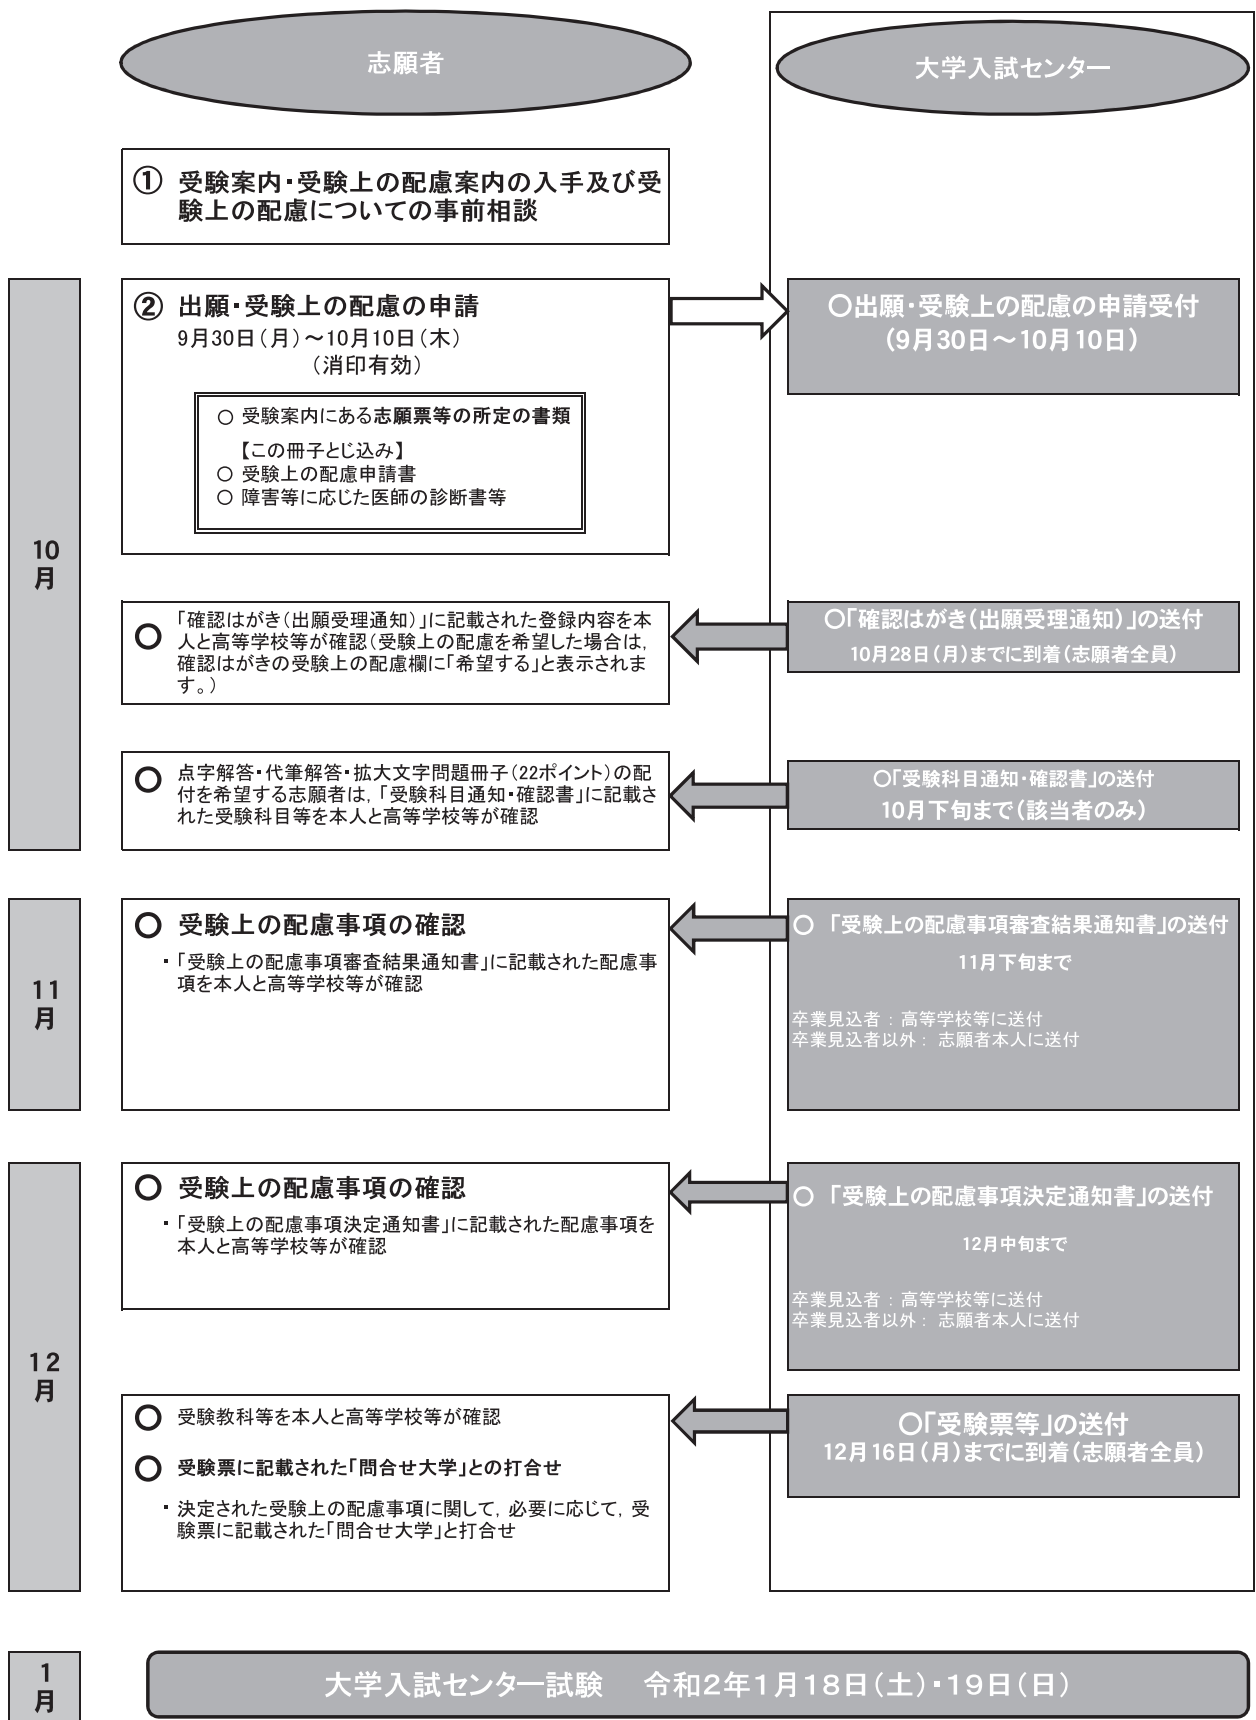 志願者
大学入試センター
① 受験案内・受験上の配慮案内の入手及び受
験上の配慮についての事前相談
10
月
② 出願・受験上の配慮の申請
9月30日(月)～10月10日(木)
(消印有効)
○ 受験案内にある志願票等の所定の書類
【この冊子とじ込み】
○ 受験上の配慮申請書
○ 障害等に応じた医師の診断書等
○出願・受験上の配慮の申請受付
(9月30日～10月10日)
○ 「確認はがき(出願受理通知)」に記載された登録内容を本
人と高等学校等が確認(受験上の配慮を希望した場合は,
確認はがきの受験上の配慮欄に「希望する」と表示されま
す。)
○「確認はがき(出願受理通知)」の送付
10月28日(月)までに到着(志願者全員)
○ 点字解答・代筆解答・拡大文字問題冊子(22ポイント)の配
付を希望する志願者は,「受験科目通知・確認書」に記載さ
れた受験科目等を本人と高等学校等が確認
○「受験科目通知・確認書」の送付
10月下旬まで(該当者のみ)
11
月
○ 受験上の配慮事項の確認
・「受験上の配慮事項審査結果通知書」に記載された配慮事
項を本人と高等学校等が確認
○ 「受験上の配慮事項審査結果通知書」の送付
11月下旬まで
卒業見込者 : 高等学校等に送付
卒業見込者以外 : 志願者本人に送付
12
月
○ 受験上の配慮事項の確認
・「受験上の配慮事項決定通知書」に記載された配慮事項を
本人と高等学校等が確認
○ 「受験上の配慮事項決定通知書」の送付
12月中旬まで
卒業見込者 : 高等学校等に送付
卒業見込者以外 : 志願者本人に送付
○ 受験教科等を本人と高等学校等が確認
○ 受験票に記載された「問合せ大学」との打合せ
・ 決定された受験上の配慮事項に関して, 必要に応じて, 受
験票に記載された「問合せ大学」と打合せ
○「受験票等」の送付
12月16日(月)までに到着(志願者全員)
1
月
大学入試センター試験 令和2年1月18日(土)・19日(日)